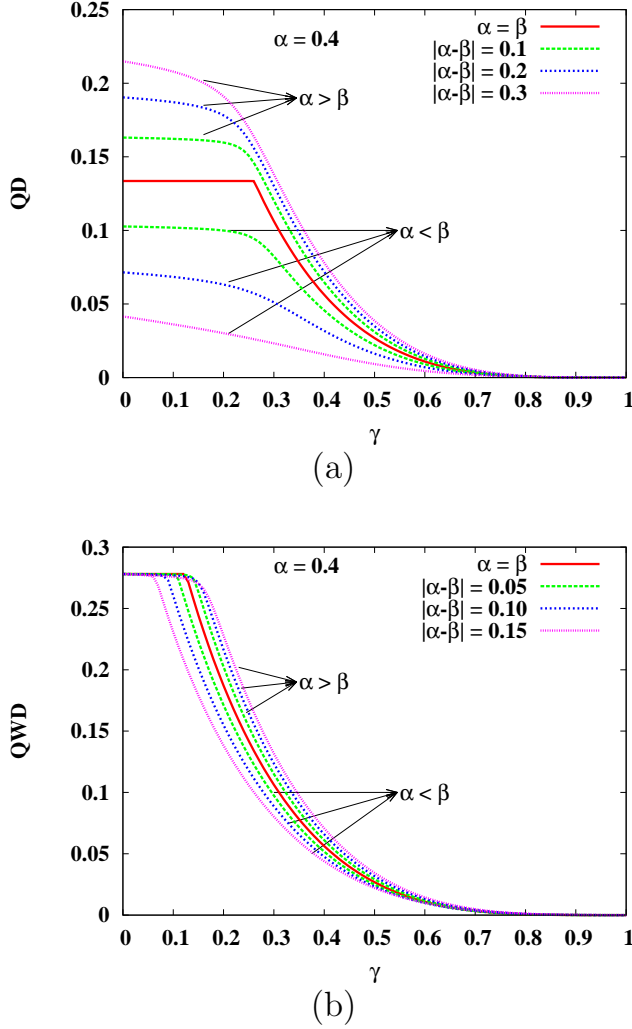 0.25
α = 0.4
α = β
|α-β| = 0.1
|α-β| = 0.2
|α-β| = 0.3
0.2
α > β
0.15
QD
0.1
α < β
0.05
0
0 0.1 0.2 0.3 0.4 0.5 0.6 0.7 0.8 0.9 1
γ
(a)
0.3
α = 0.4
α = β
|α-β| = 0.05
|α-β| = 0.10
|α-β| = 0.15
0.25
0.2
α > β
0.15
QWD
0.1
α < β
0.05
0
0 0.1 0.2 0.3 0.4 0.5 0.6 0.7 0.8 0.9 1
γ
(b)